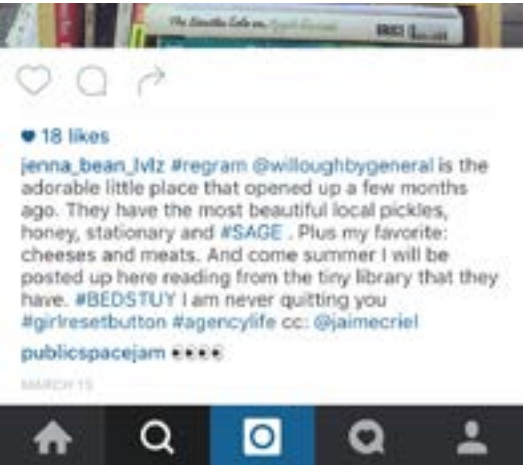 18 likes
jenna_bean_lvlz #regram @willoughbygeneral is the
adorable little place that opened up a few months
ago. They have the most beautiful local pickles,
honey, stationary and #SAGE . Plus my favorite:
cheeses and meats. And come summer I will be
posted up here reading from the tiny library that they
have. #BEDSTUY I am never quitting you
#girlresetbutton #agencylife cc: @jaimecriel
publicspacejam 👀👀
MARCH 15